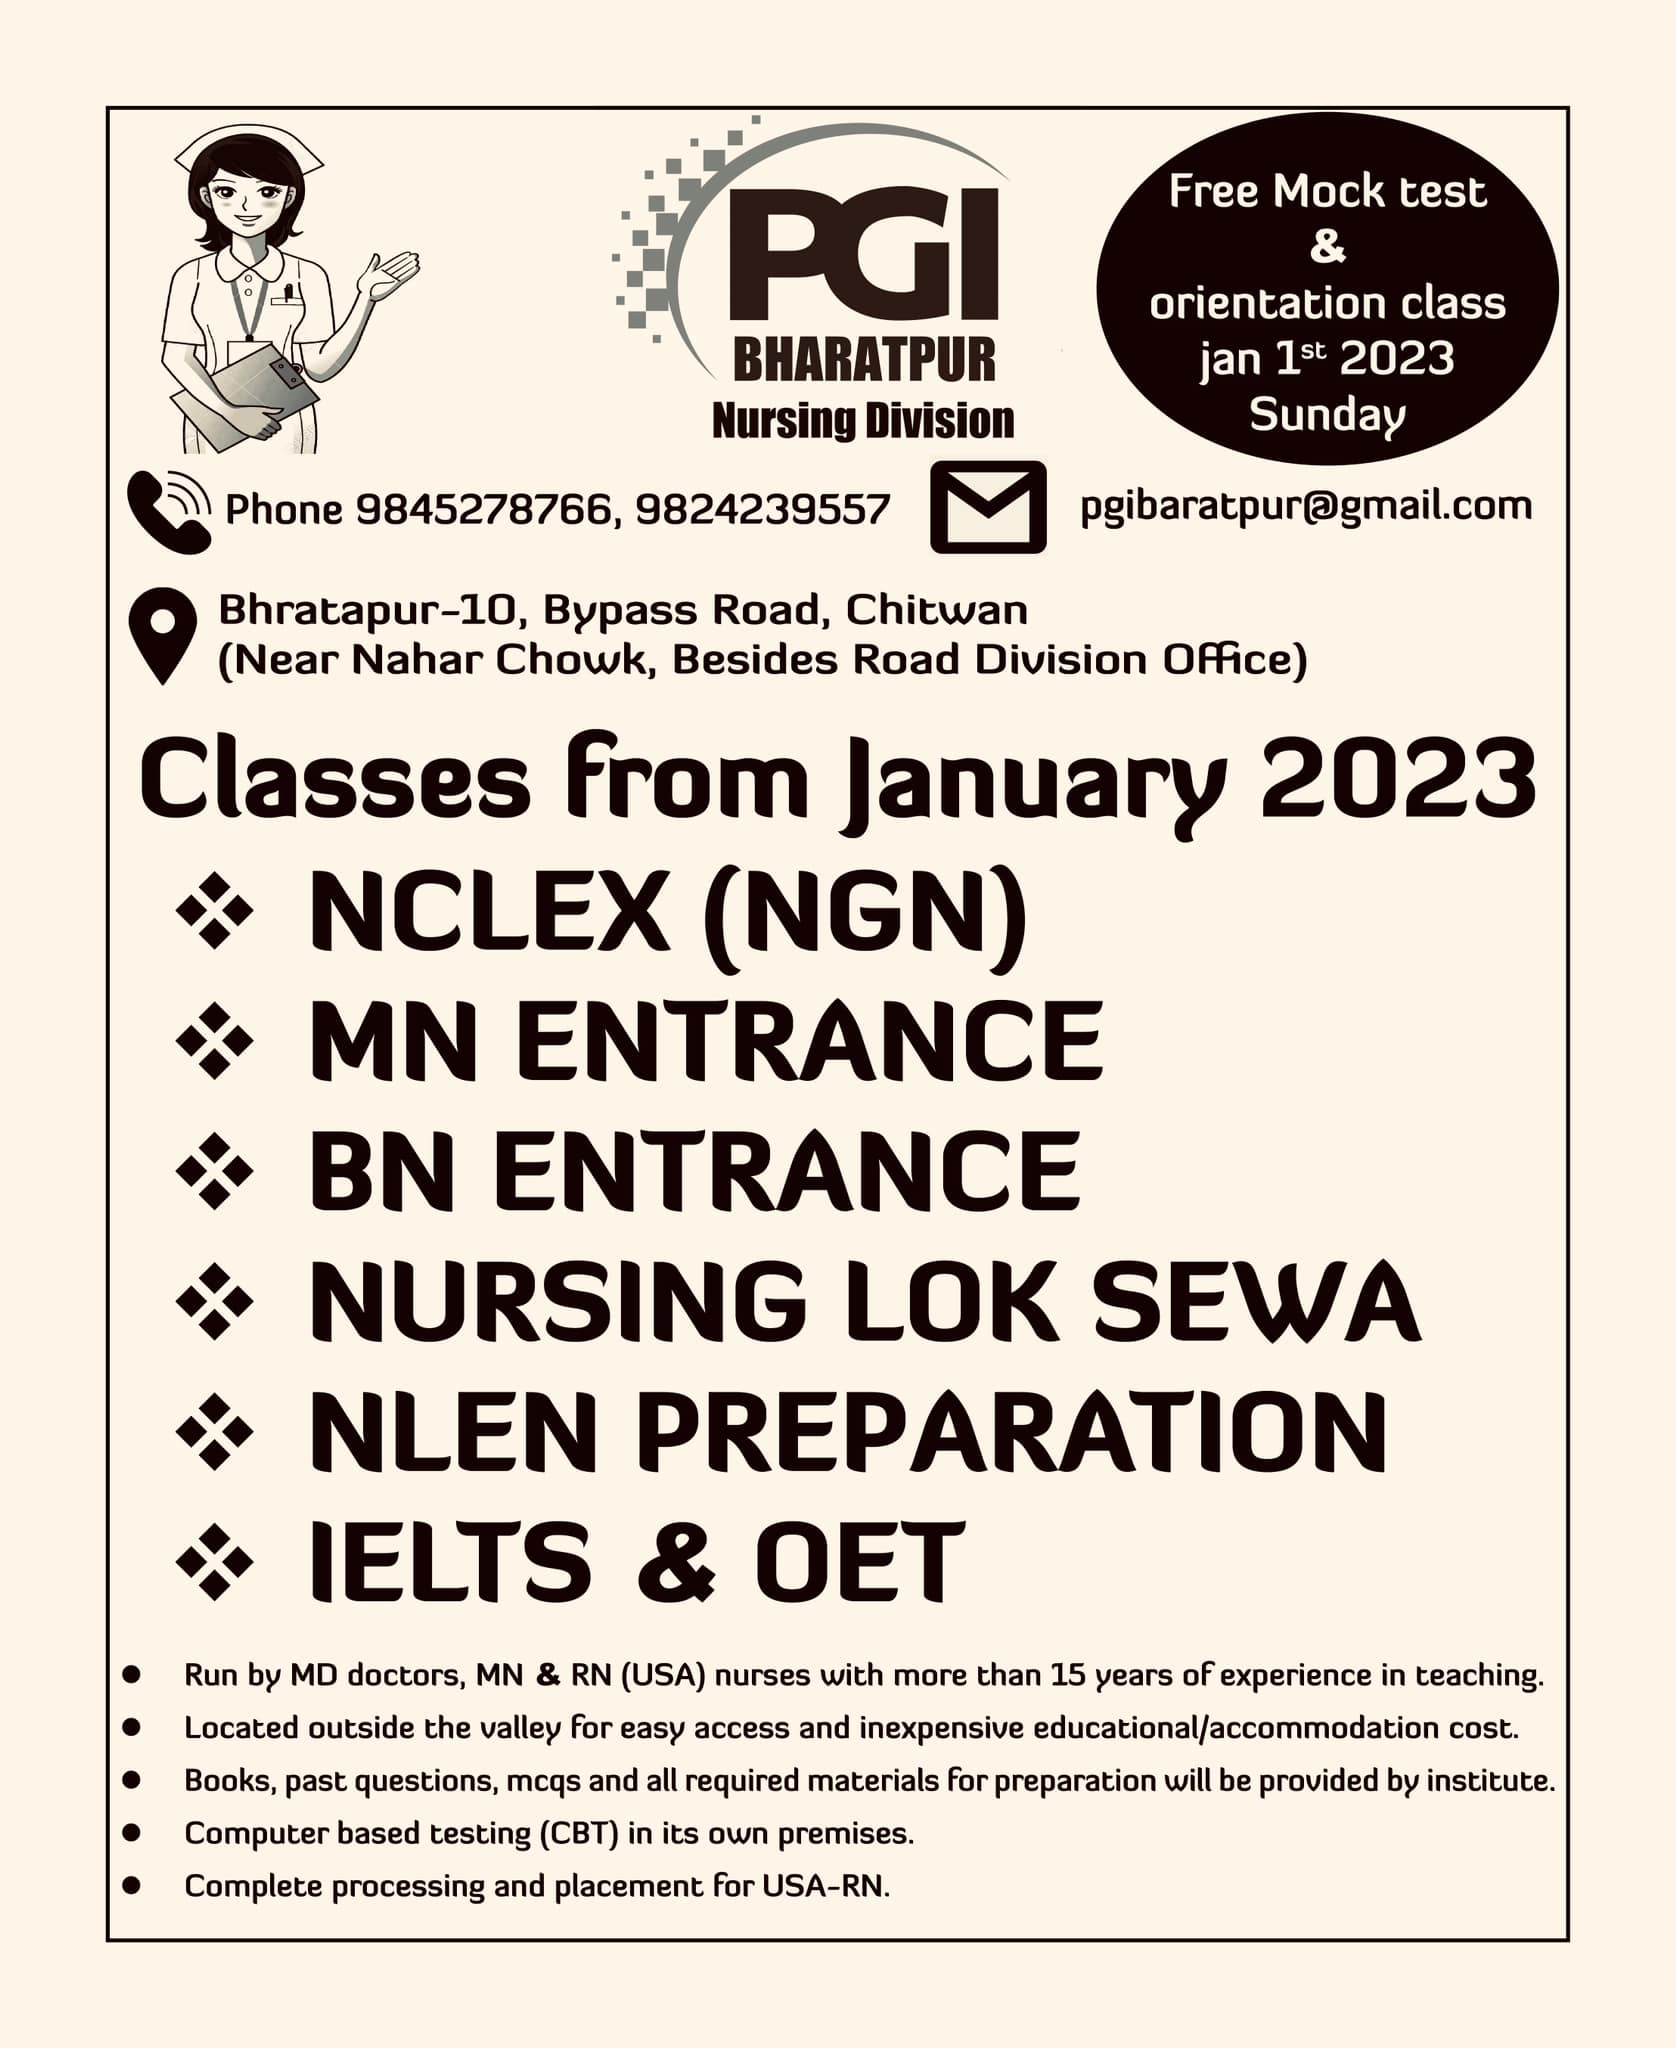 PGI
BHARATPUR
Nursing Division
Free Mock test
&
orientation class
jan 1st 2023
Sunday
Phone 9845278766, 9824239557
pgibaratpur@gmail.com
Bhratapur-10, Bypass Road, Chitwan
(Near Nahar Chowk, Besides Road Division Office)
Classes from January 2023
❖ NCLEX (NGN)
❖ MN ENTRANCE
❖ BN ENTRANCE
❖ NURSING LOK SEWA
❖ NLEN PREPARATION
❖ IELTS & OET
● Run by MD doctors, MN & RN (USA) nurses with more than 15 years of experience in teaching.
● Located outside the valley for easy access and inexpensive educational/accommodation cost.
● Books, past questions, mcqs and all required materials for preparation will be provided by institute.
● Computer based testing (CBT) in its own premises.
● Complete processing and placement for USA-RN.